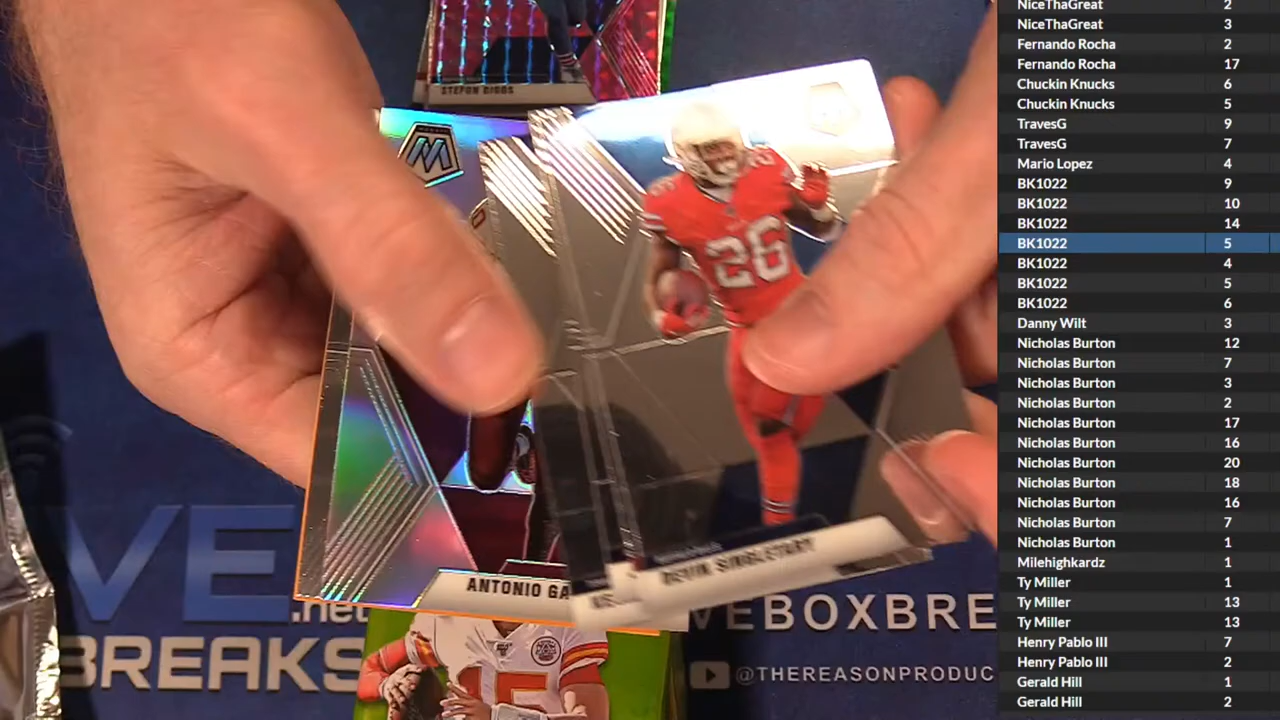 STEFON DIGGS
26
DEVIN SINGLETARY
ANTONIO GA
15
VE
.net
BREAKS
VEBOXBRE
@THEREASONPRODUC
NiceThaGreat 2
NiceThaGreat 3
Fernando Rocha 2
Fernando Rocha 17
Chuckin Knucks 6
Chuckin Knucks 5
TravesG 9
TravesG 7
Mario Lopez 4
BK1022 9
BK1022 10
BK1022 14
BK1022 5
BK1022 4
BK1022 5
BK1022 6
Danny Wilt 3
Nicholas Burton 12
Nicholas Burton 7
Nicholas Burton 3
Nicholas Burton 2
Nicholas Burton 17
Nicholas Burton 16
Nicholas Burton 20
Nicholas Burton 18
Nicholas Burton 16
Nicholas Burton 7
Nicholas Burton 1
Milehighkardz 1
Ty Miller 1
Ty Miller 13
Ty Miller 13
Henry Pablo III 7
Henry Pablo III 2
Gerald Hill 1
Gerald Hill 2